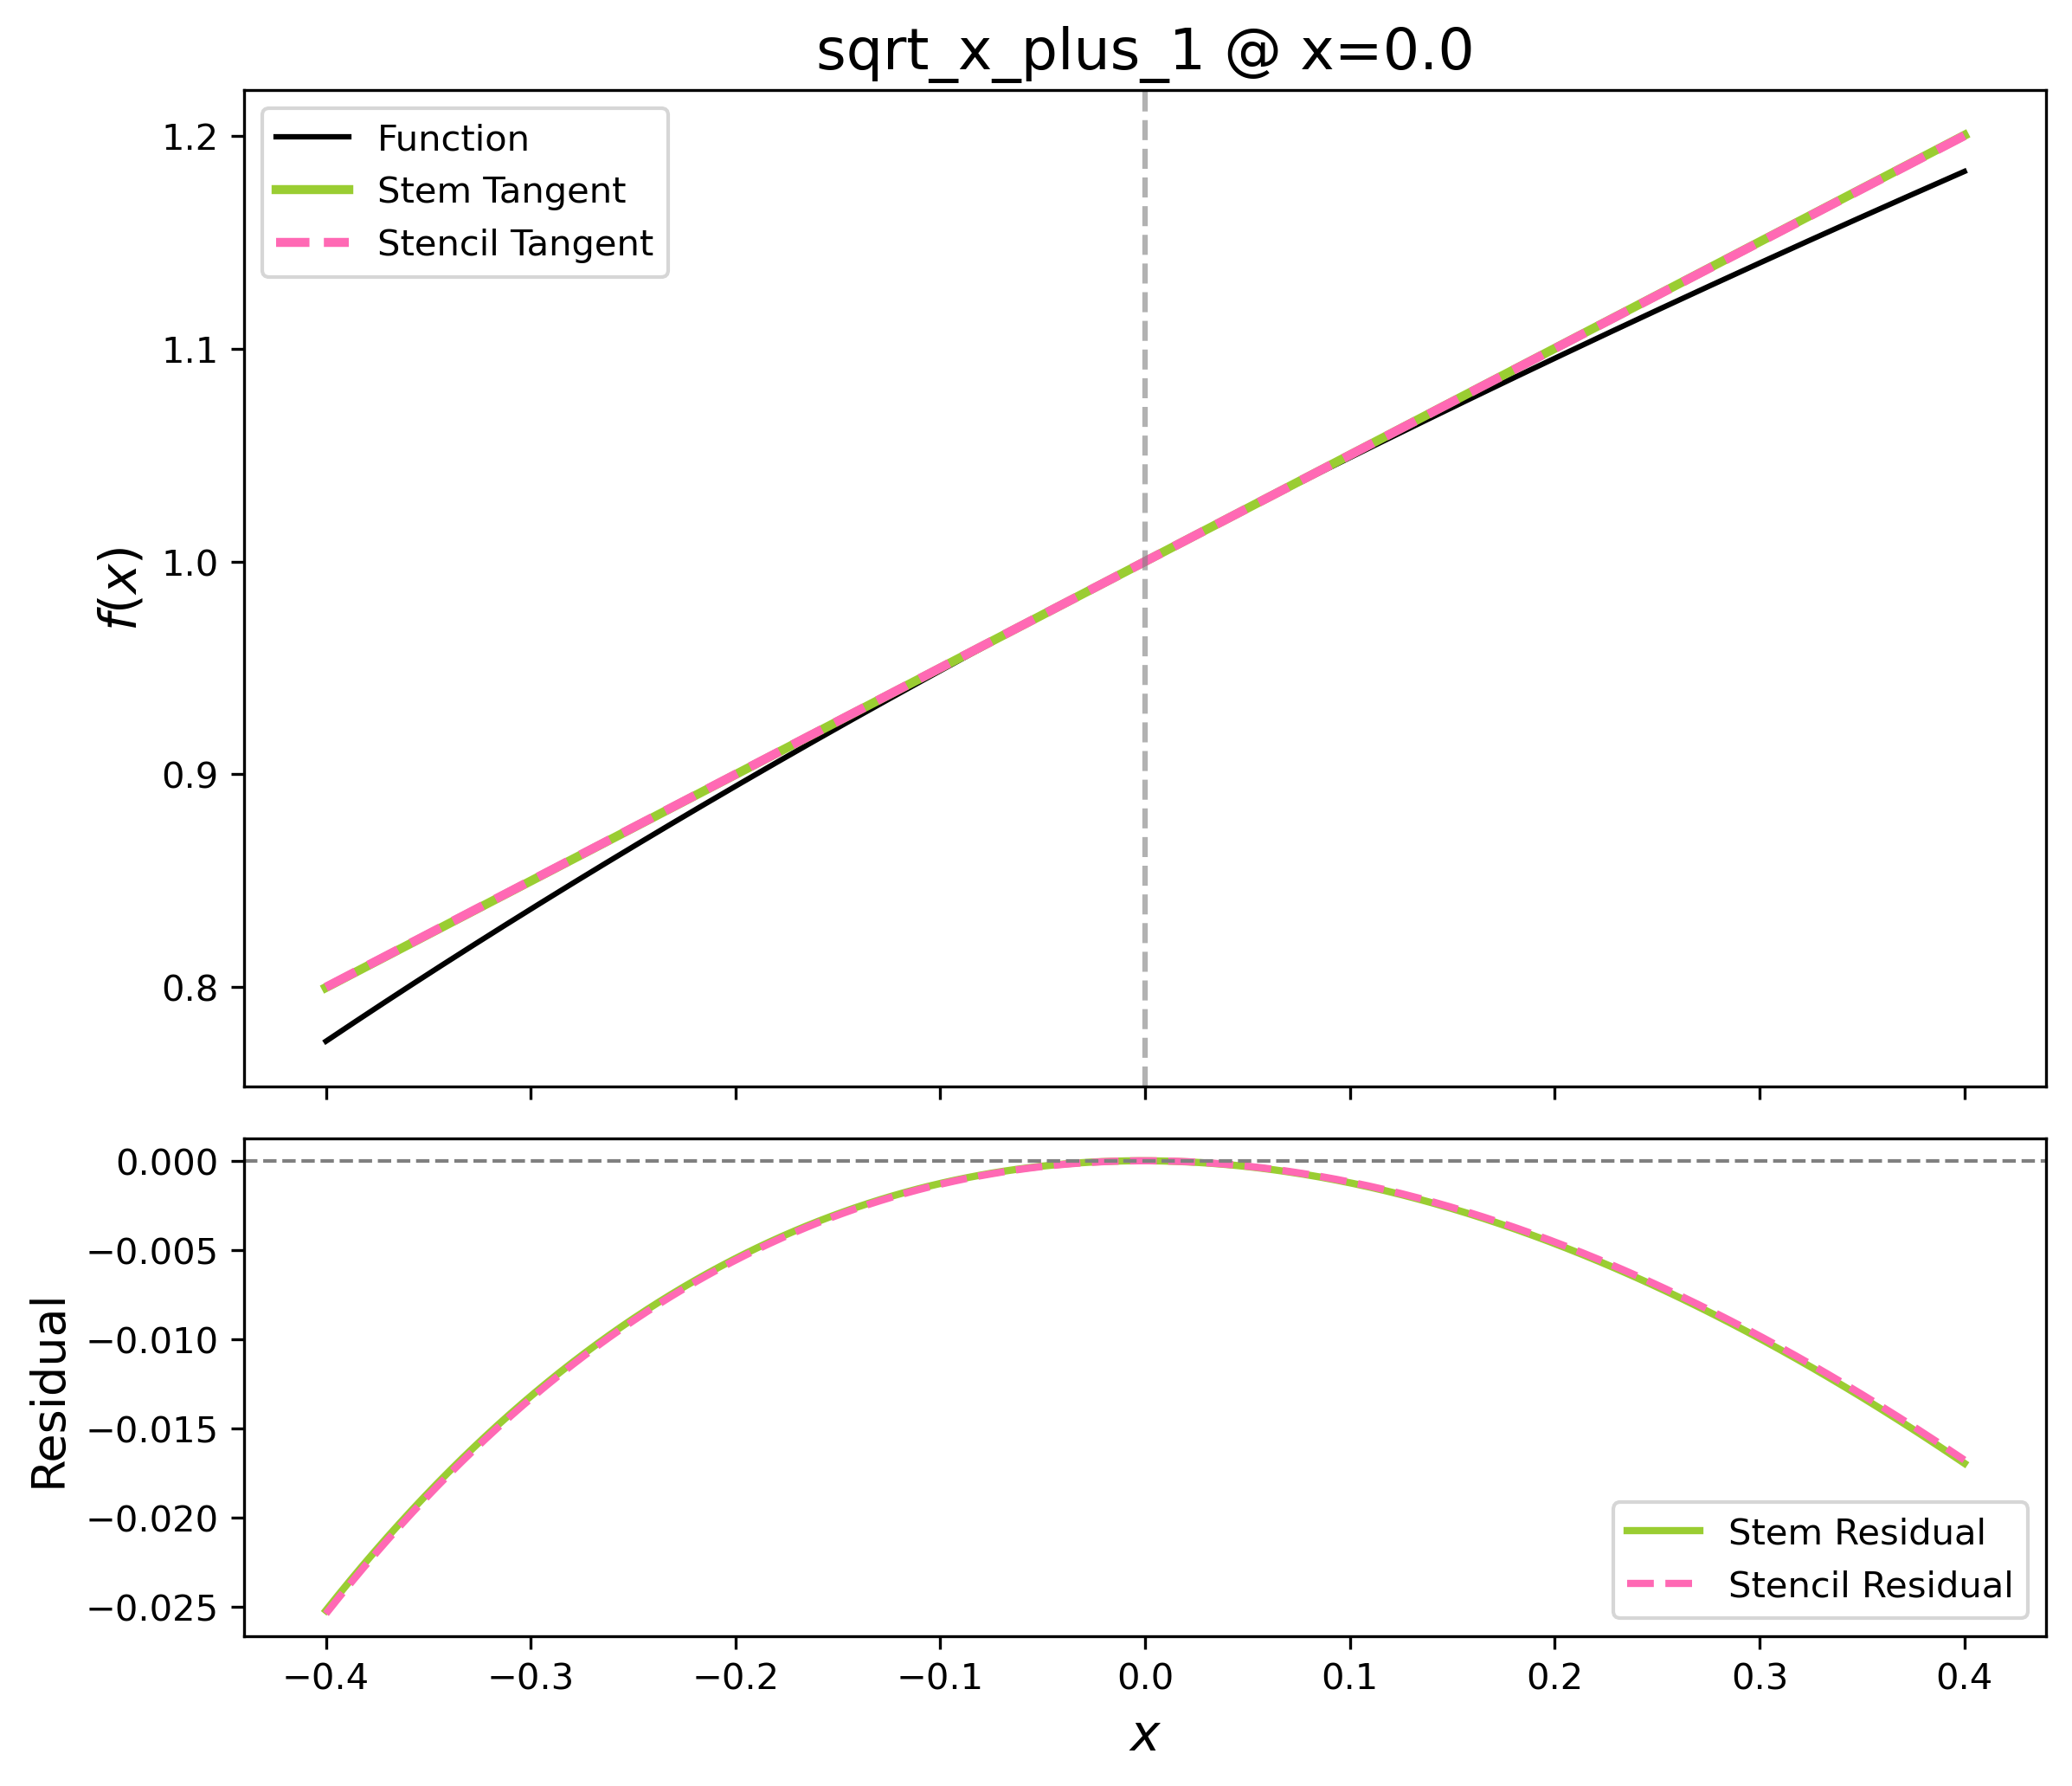 sqrt_x_plus_1 @ x=0.0
Function
Stem Tangent
Stencil Tangent
1.2
1.1
1.0
0.9
0.8
f(x)
0.000
−0.005
−0.010
−0.015
−0.020
−0.025
Residual
Stem Residual
Stencil Residual
−0.4 −0.3 −0.2 −0.1 0.0 0.1 0.2 0.3 0.4
x